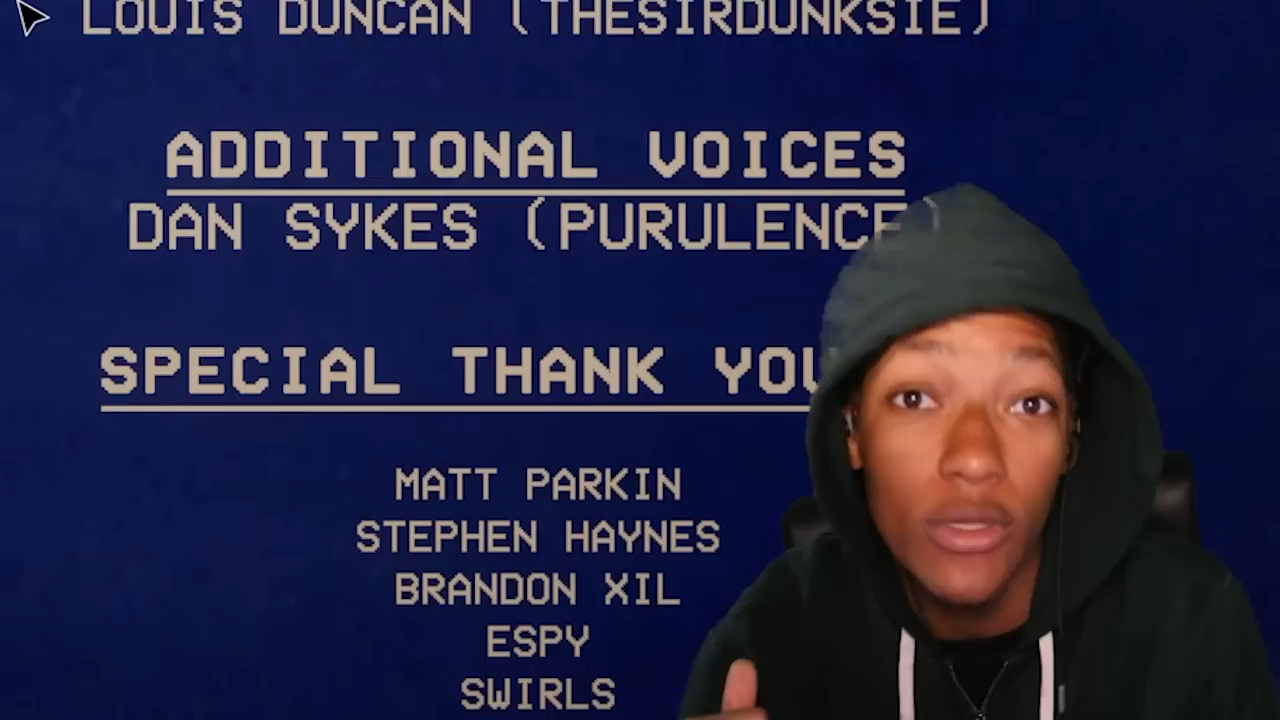 LOUIS DUNCAN (THESIRDUNKSIE)
ADDITIONAL VOICES
DAN SYKES (PURULENCE)
SPECIAL THANK YOU
MATT PARKIN
STEPHEN HAYNES
BRANDON XIL
ESPY
SWIRLS